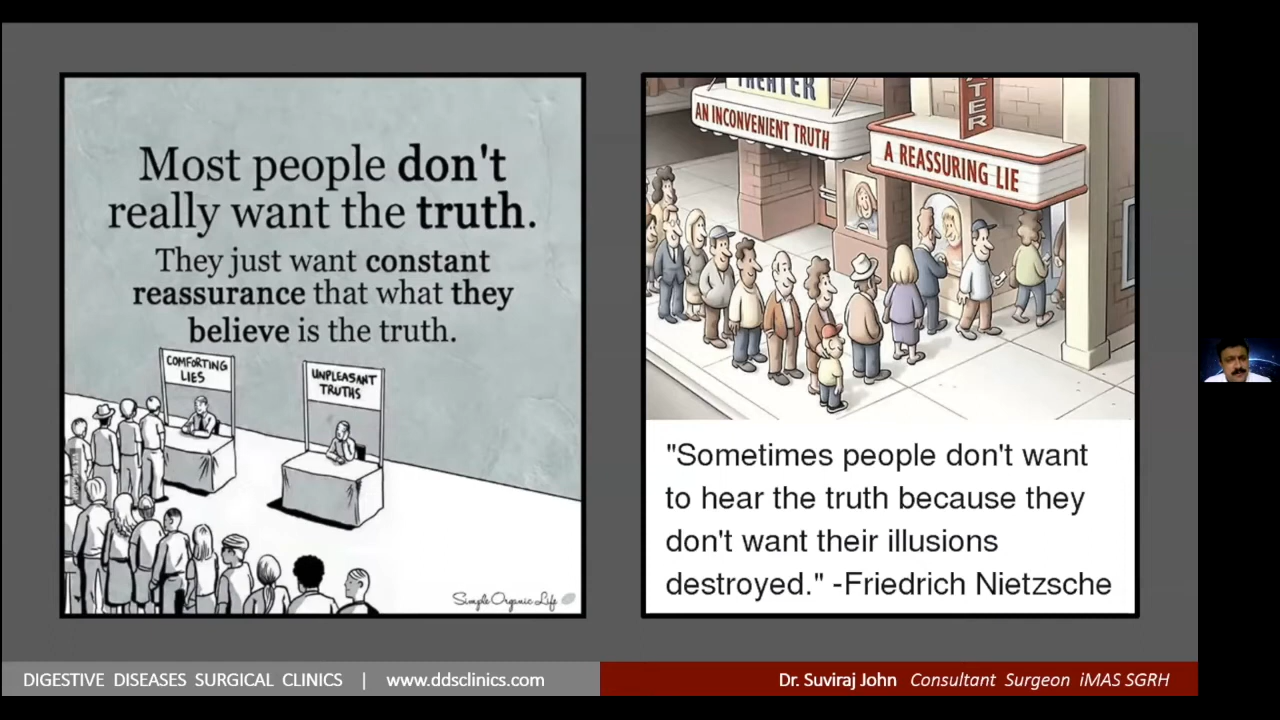 Most people don't
really want the truth.
They just want constant
reassurance that what they
believe is the truth.
COMFORTING
LIES
UNPLEASANT
TRUTHS
Simple Organic Life
THEATER
AN INCONVENIENT TRUTH
ATER
A REASSURING LIE
"Sometimes people don't want
to hear the truth because they
don't want their illusions
destroyed." -Friedrich Nietzsche
DIGESTIVE DISEASES SURGICAL CLINICS | www.ddsclinics.com
Dr. Suviraj John Consultant Surgeon iMAS SGRH